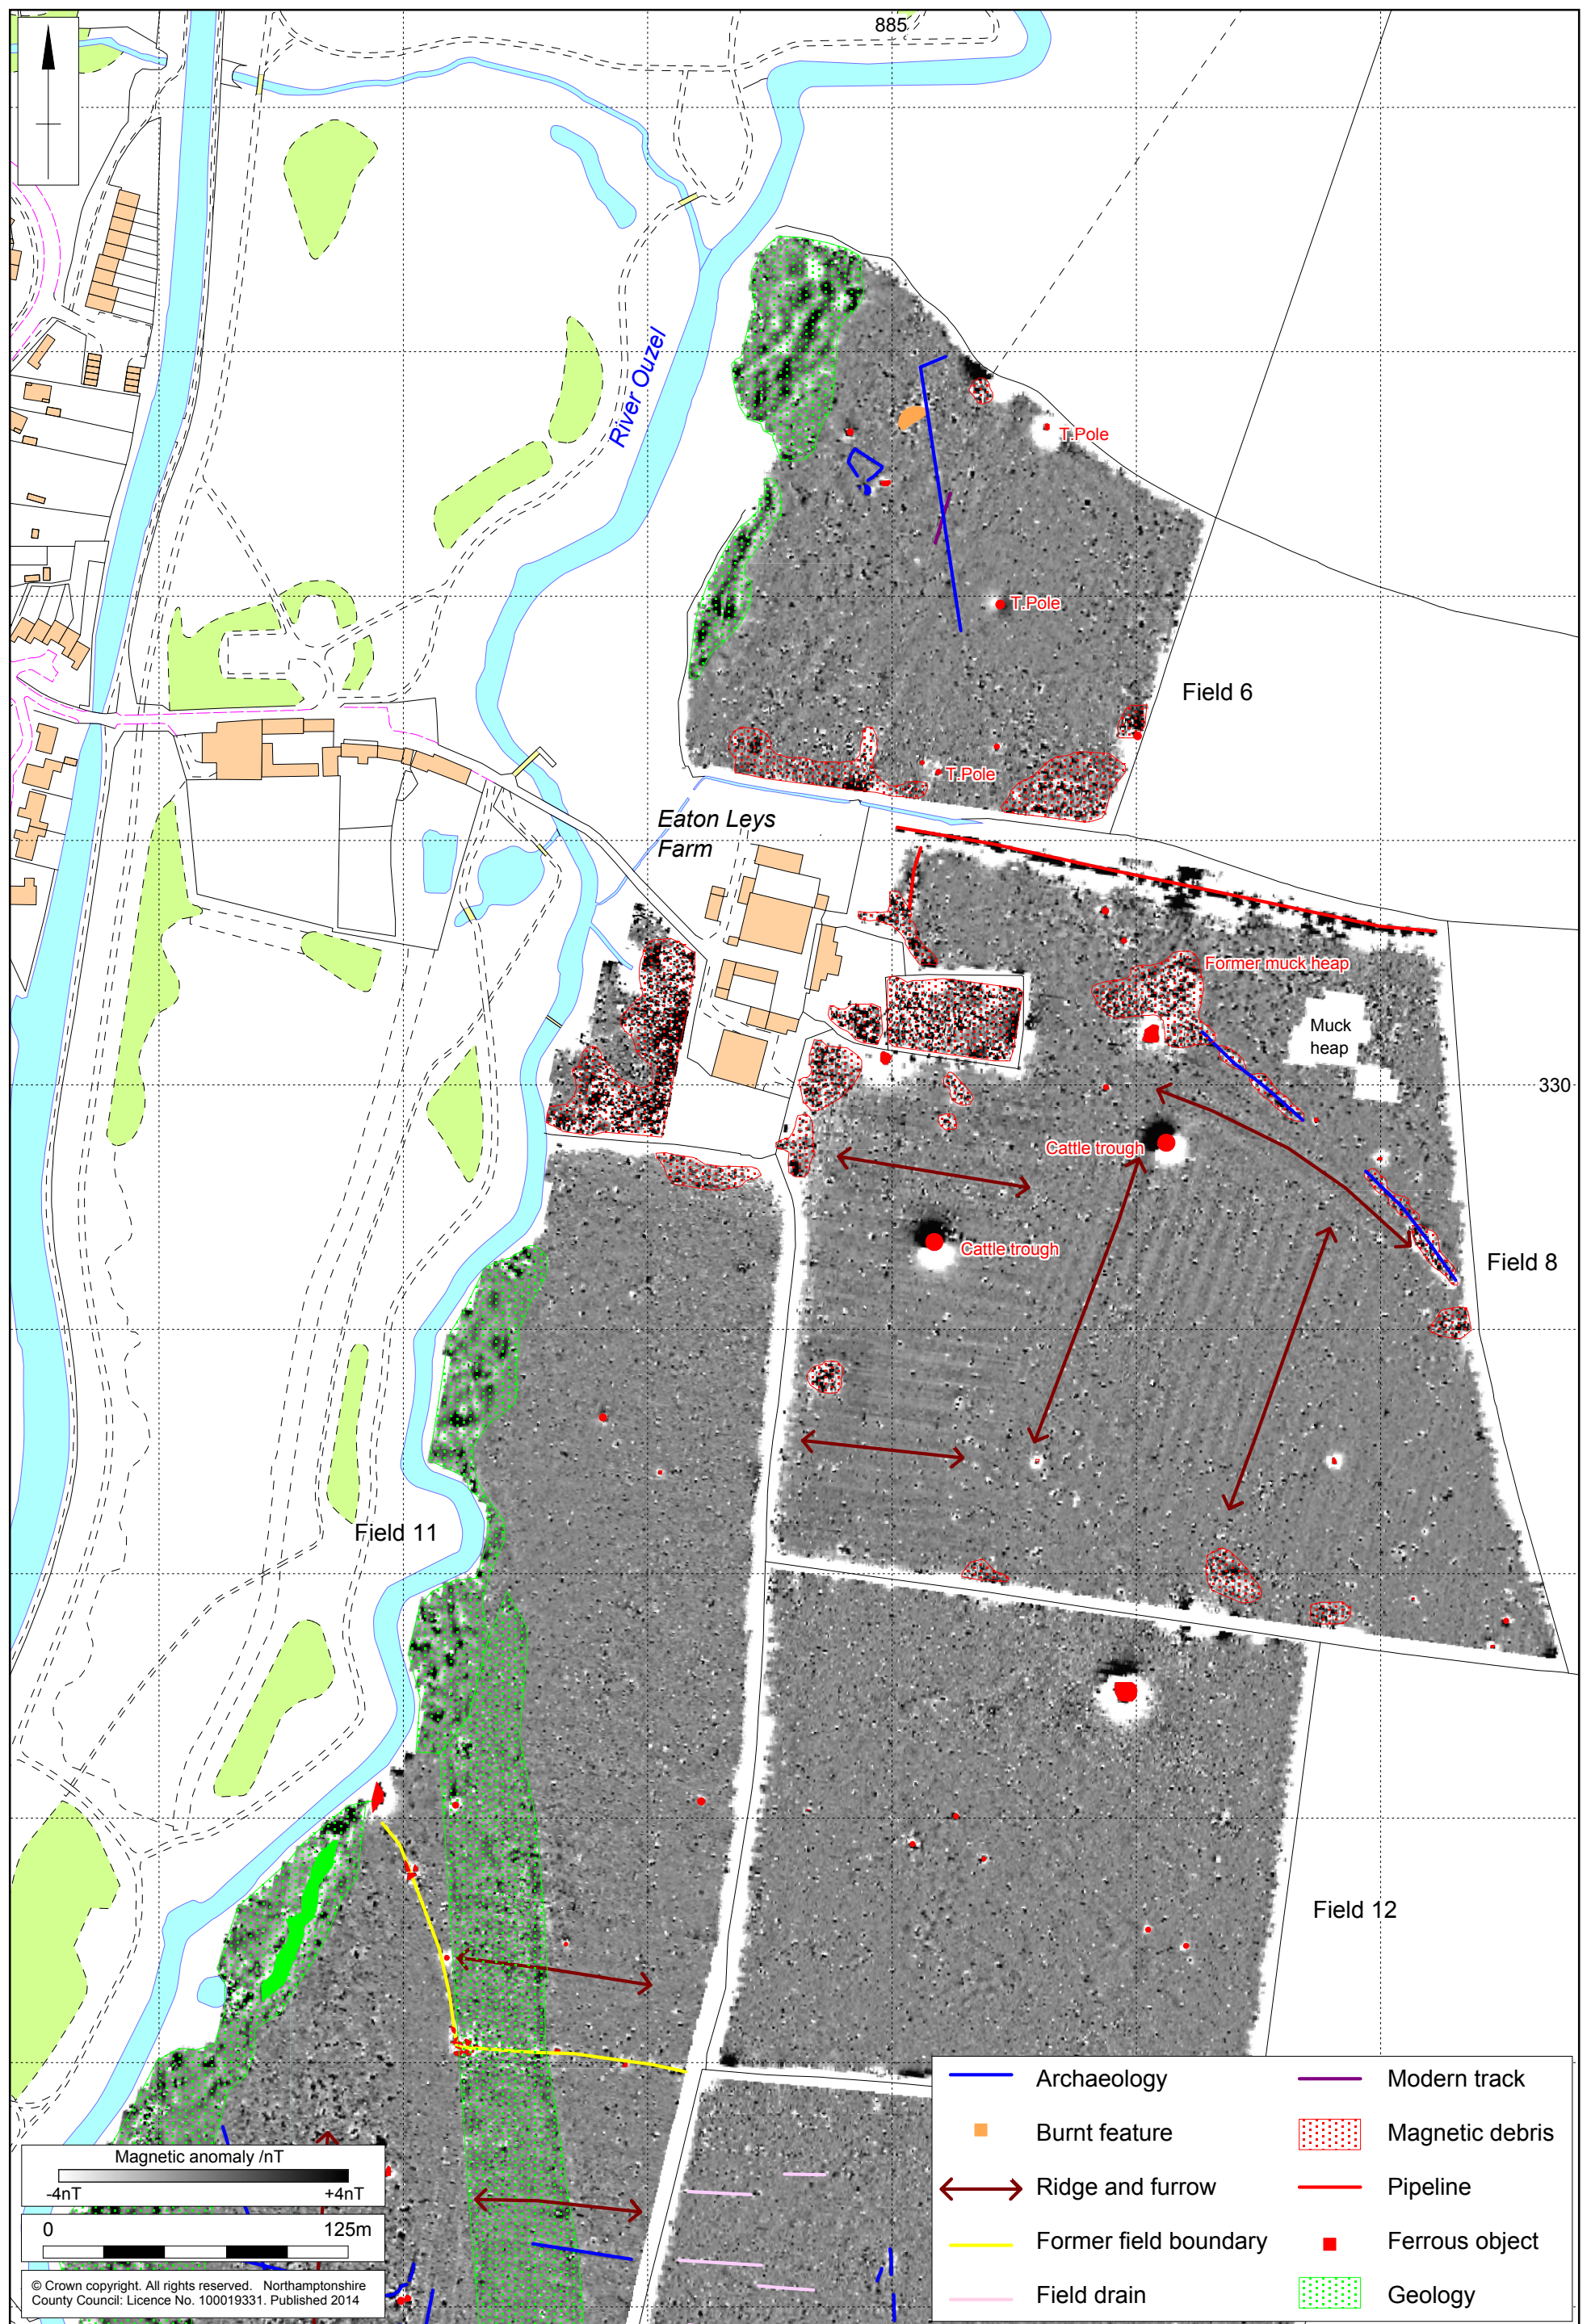 885
River Ouzel
T.Pole
T.Pole
Field 6
T.Pole
Eaton Leys
Farm
Former muck heap
Muck
heap
330
Cattle trough
Cattle trough
Field 8
Field 11
Field 12
Magnetic anomaly /nT
-4nT +4nT
0 125m
© Crown copyright. All rights reserved. Northamptonshire
County Council: Licence No. 100019331. Published 2014
Archaeology
Burnt feature
Ridge and furrow
Former field boundary
Field drain
Modern track
Magnetic debris
Pipeline
Ferrous object
Geology